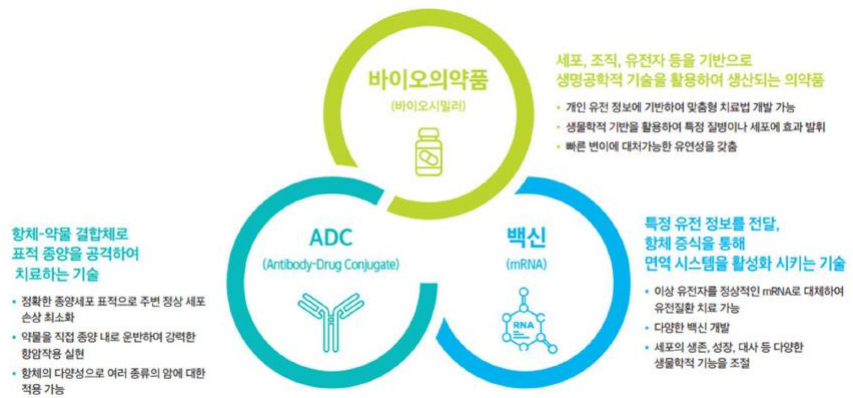 바이오의약품
(바이오시밀러)
세포, 조직, 유전자 등을 기반으로
생명공학적 기술을 활용하여 생산되는 의약품
• 개인 유전 정보에 기반하여 맞춤형 치료법 개발 가능
• 생물학적 기반을 활용하여 특정 질병이나 세포에 효과 발휘
• 빠른 변이에 대처가능한 유연성을 갖춤
항체-약물 결합체로
표적 종양을 공격하여
치료하는 기술
• 정확한 종양세포 표적으로 주변 정상 세포
손상 최소화
• 약물을 직접 종양 내로 운반하여 강력한
항암작용 실현
• 항체의 다양성으로 여러 종류의 암에 대한
적용 가능
ADC
(Antibody-Drug Conjugate)
백신
(mRNA)
RNA
특정 유전 정보를 전달,
항체 증식을 통해
면역 시스템을 활성화 시키는 기술
• 이상 유전자를 정상적인 mRNA로 대체하여
유전질환 치료 가능
• 다양한 백신 개발
• 세포의 생존, 성장, 대사 등 다양한
생물학적 기능을 조절